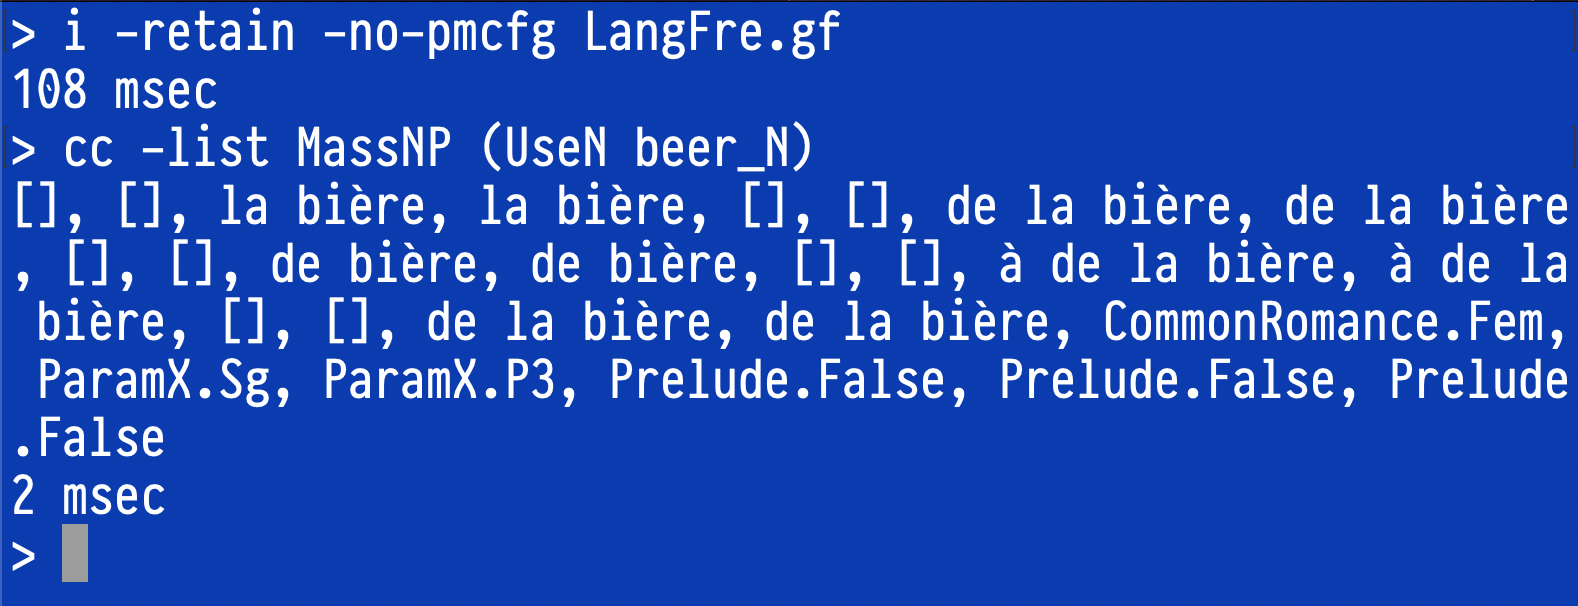 > i -retain -no-pmcfg LangFre.gf
108 msec
> cc -list MassNP (UseN beer_N)
[], [], la bière, la bière, [], [], de la bière, de la bière
, [], [], de bière, de bière, [], [], à de la bière, à de la
 bière, [], [], de la bière, de la bière, CommonRomance.Fem,
 ParamX.Sg, ParamX.P3, Prelude.False, Prelude.False, Prelude
.False
2 msec
>